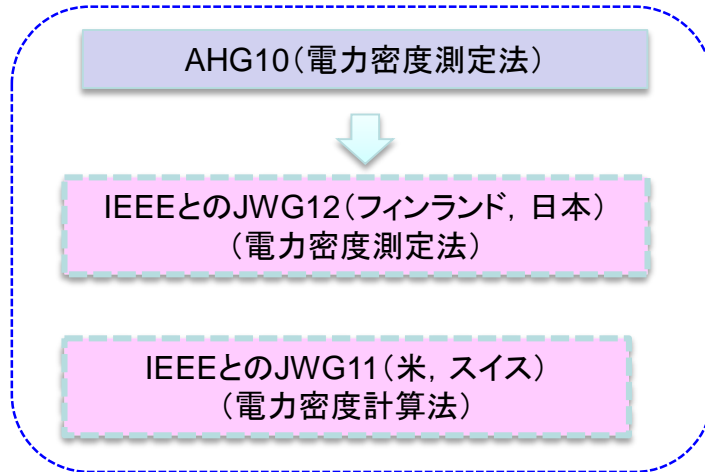 AHG10（電力密度測定法）
IEEEとのJWG12（フィンランド，日本）
（電力密度測定法）
IEEEとのJWG11（米，スイス）
（電力密度計算法）